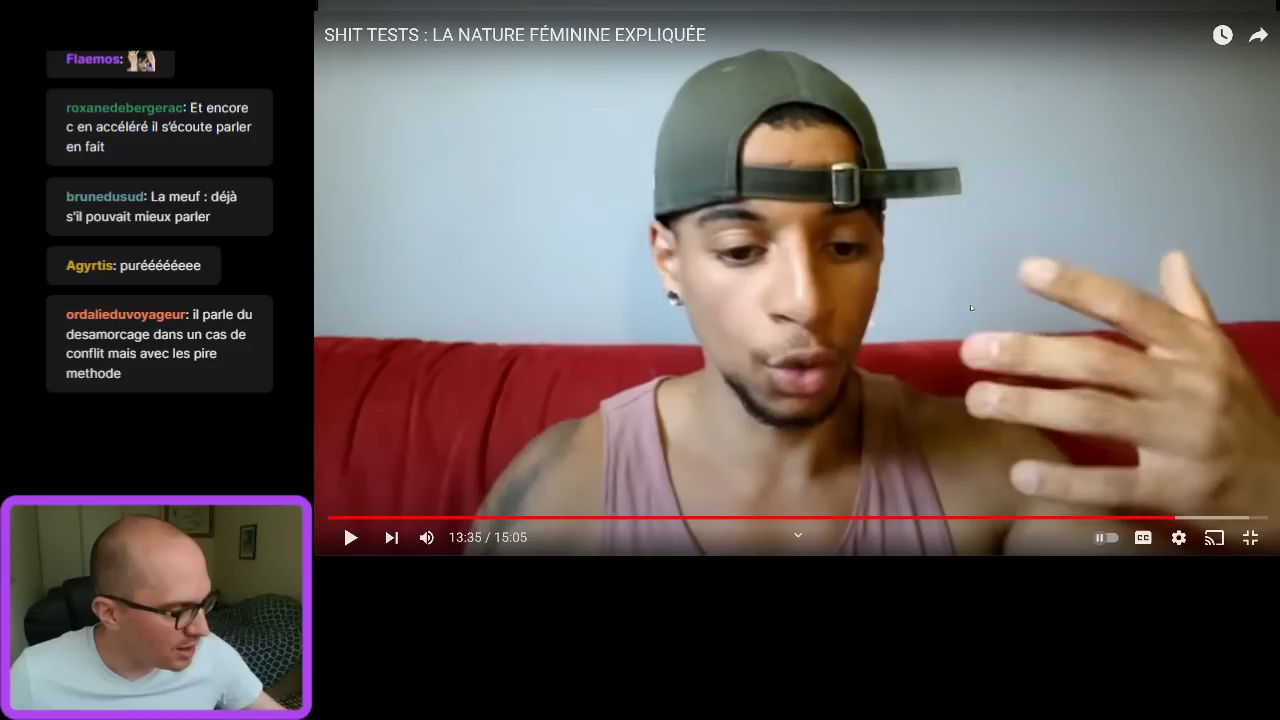 SHIT TESTS : LA NATURE FÉMININE EXPLIQUÉE
Flaemos:
roxanedebergerac: Et encore
c en accéléré il s'écoute parler
en fait
brunedusud: La meuf : déjà
s'il pouvait mieux parler
Agyrtis: purééééééee
ordalieduvoyageur: il parle du
desamorcage dans un cas de
conflit mais avec les pire
methode
13:35 / 15:05
CC